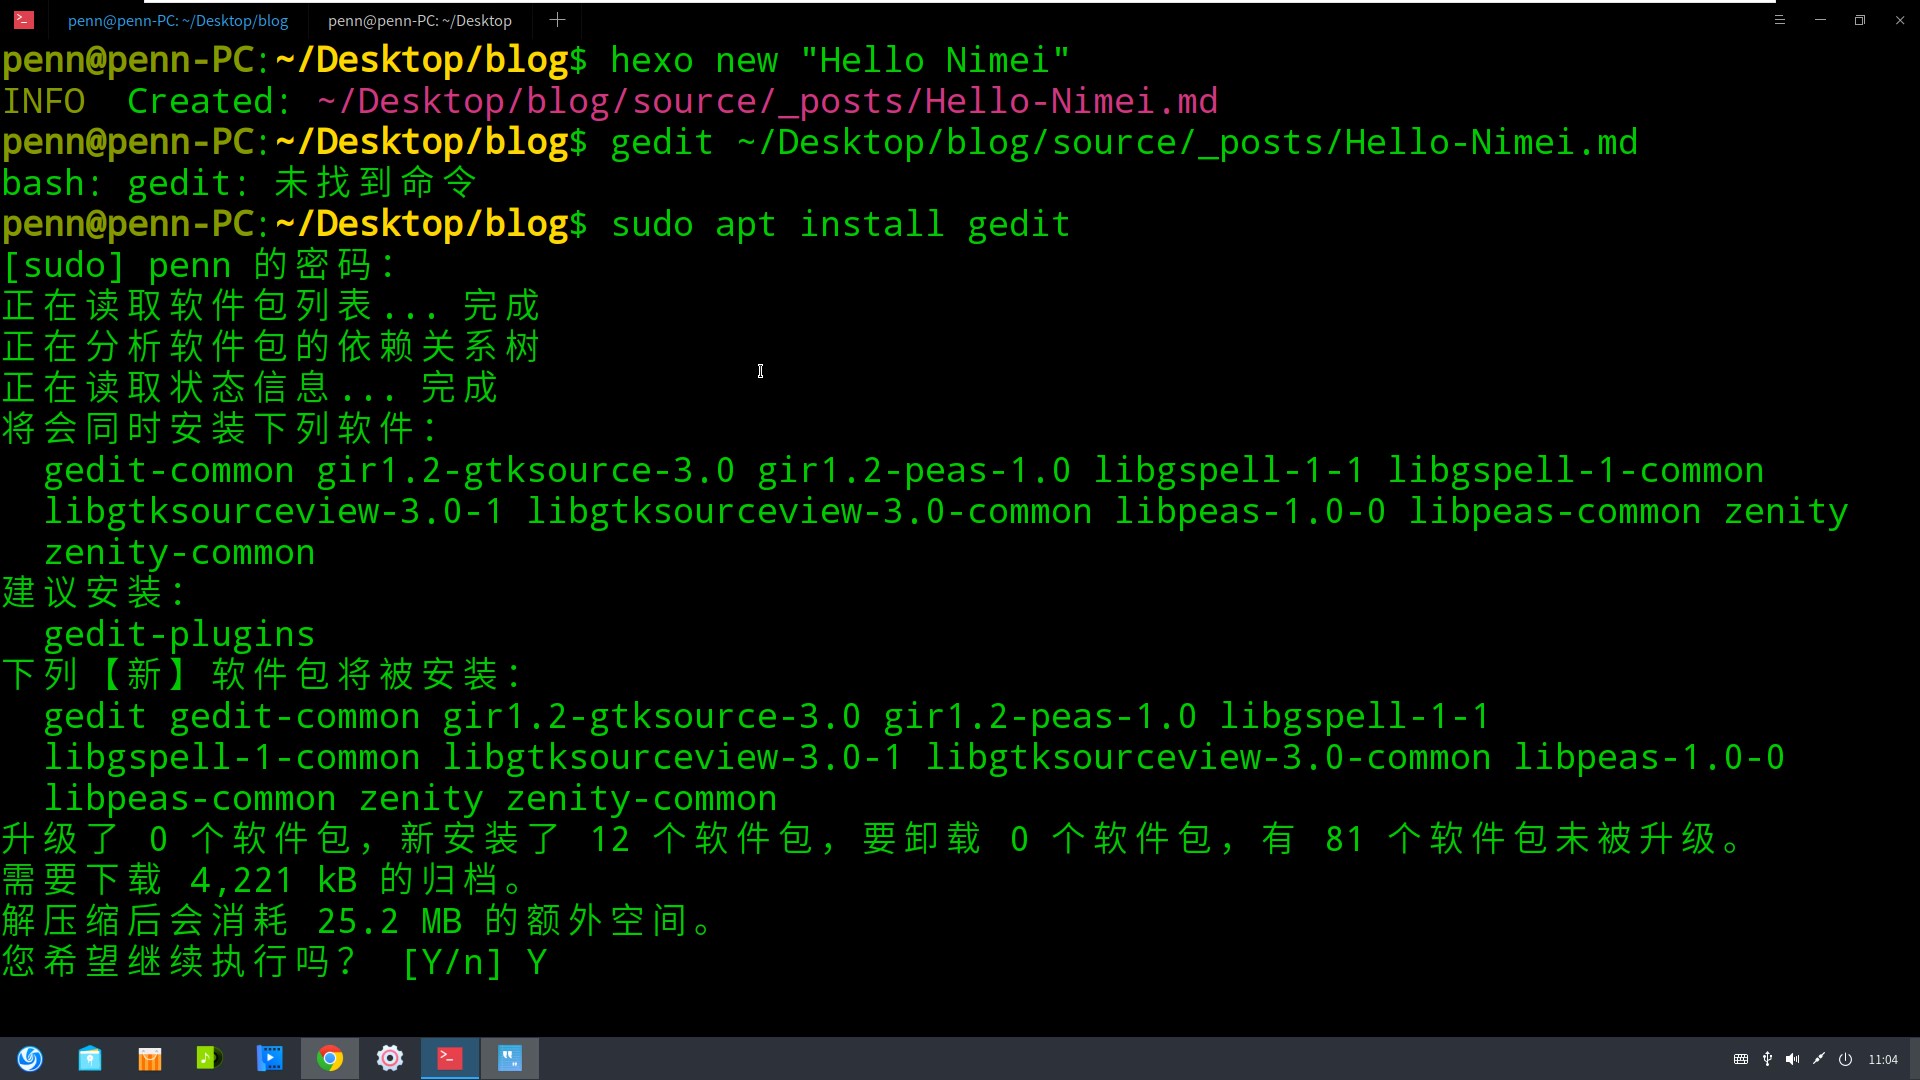 penn@penn-PC: ~/Desktop/blog penn@penn-PC: ~/Desktop
penn@penn-PC:~/Desktop/blog$ hexo new "Hello Nimei"
INFO  Created: ~/Desktop/blog/source/_posts/Hello-Nimei.md
penn@penn-PC:~/Desktop/blog$ gedit ~/Desktop/blog/source/_posts/Hello-Nimei.md
bash: gedit: 未找到命令
penn@penn-PC:~/Desktop/blog$ sudo apt install gedit
[sudo] penn 的密码：
正在读取软件包列表... 完成
正在分析软件包的依赖关系树
正在读取状态信息... 完成
将会同时安装下列软件：
  gedit-common gir1.2-gtksource-3.0 gir1.2-peas-1.0 libgspell-1-1 libgspell-1-common
  libgtksourceview-3.0-1 libgtksourceview-3.0-common libpeas-1.0-0 libpeas-common zenity
  zenity-common
建议安装：
  gedit-plugins
下列【新】软件包将被安装：
  gedit gedit-common gir1.2-gtksource-3.0 gir1.2-peas-1.0 libgspell-1-1
  libgspell-1-common libgtksourceview-3.0-1 libgtksourceview-3.0-common libpeas-1.0-0
  libpeas-common zenity zenity-common
升级了 0 个软件包，新安装了 12 个软件包，要卸载 0 个软件包，有 81 个软件包未被升级。
需要下载 4,221 kB 的归档。
解压缩后会消耗 25.2 MB 的额外空间。
您希望继续执行吗？ [Y/n] Y
11:04